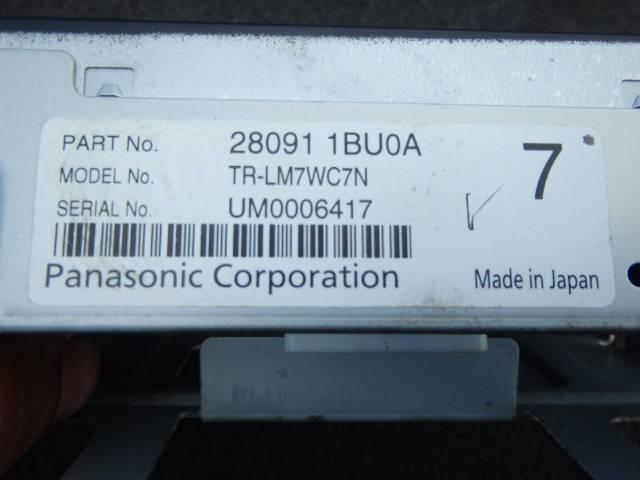 PART No. 28091 1BU0A
MODEL No. TR-LM7WC7N
SERIAL No. UM0006417
7
Panasonic Corporation
Made in Japan